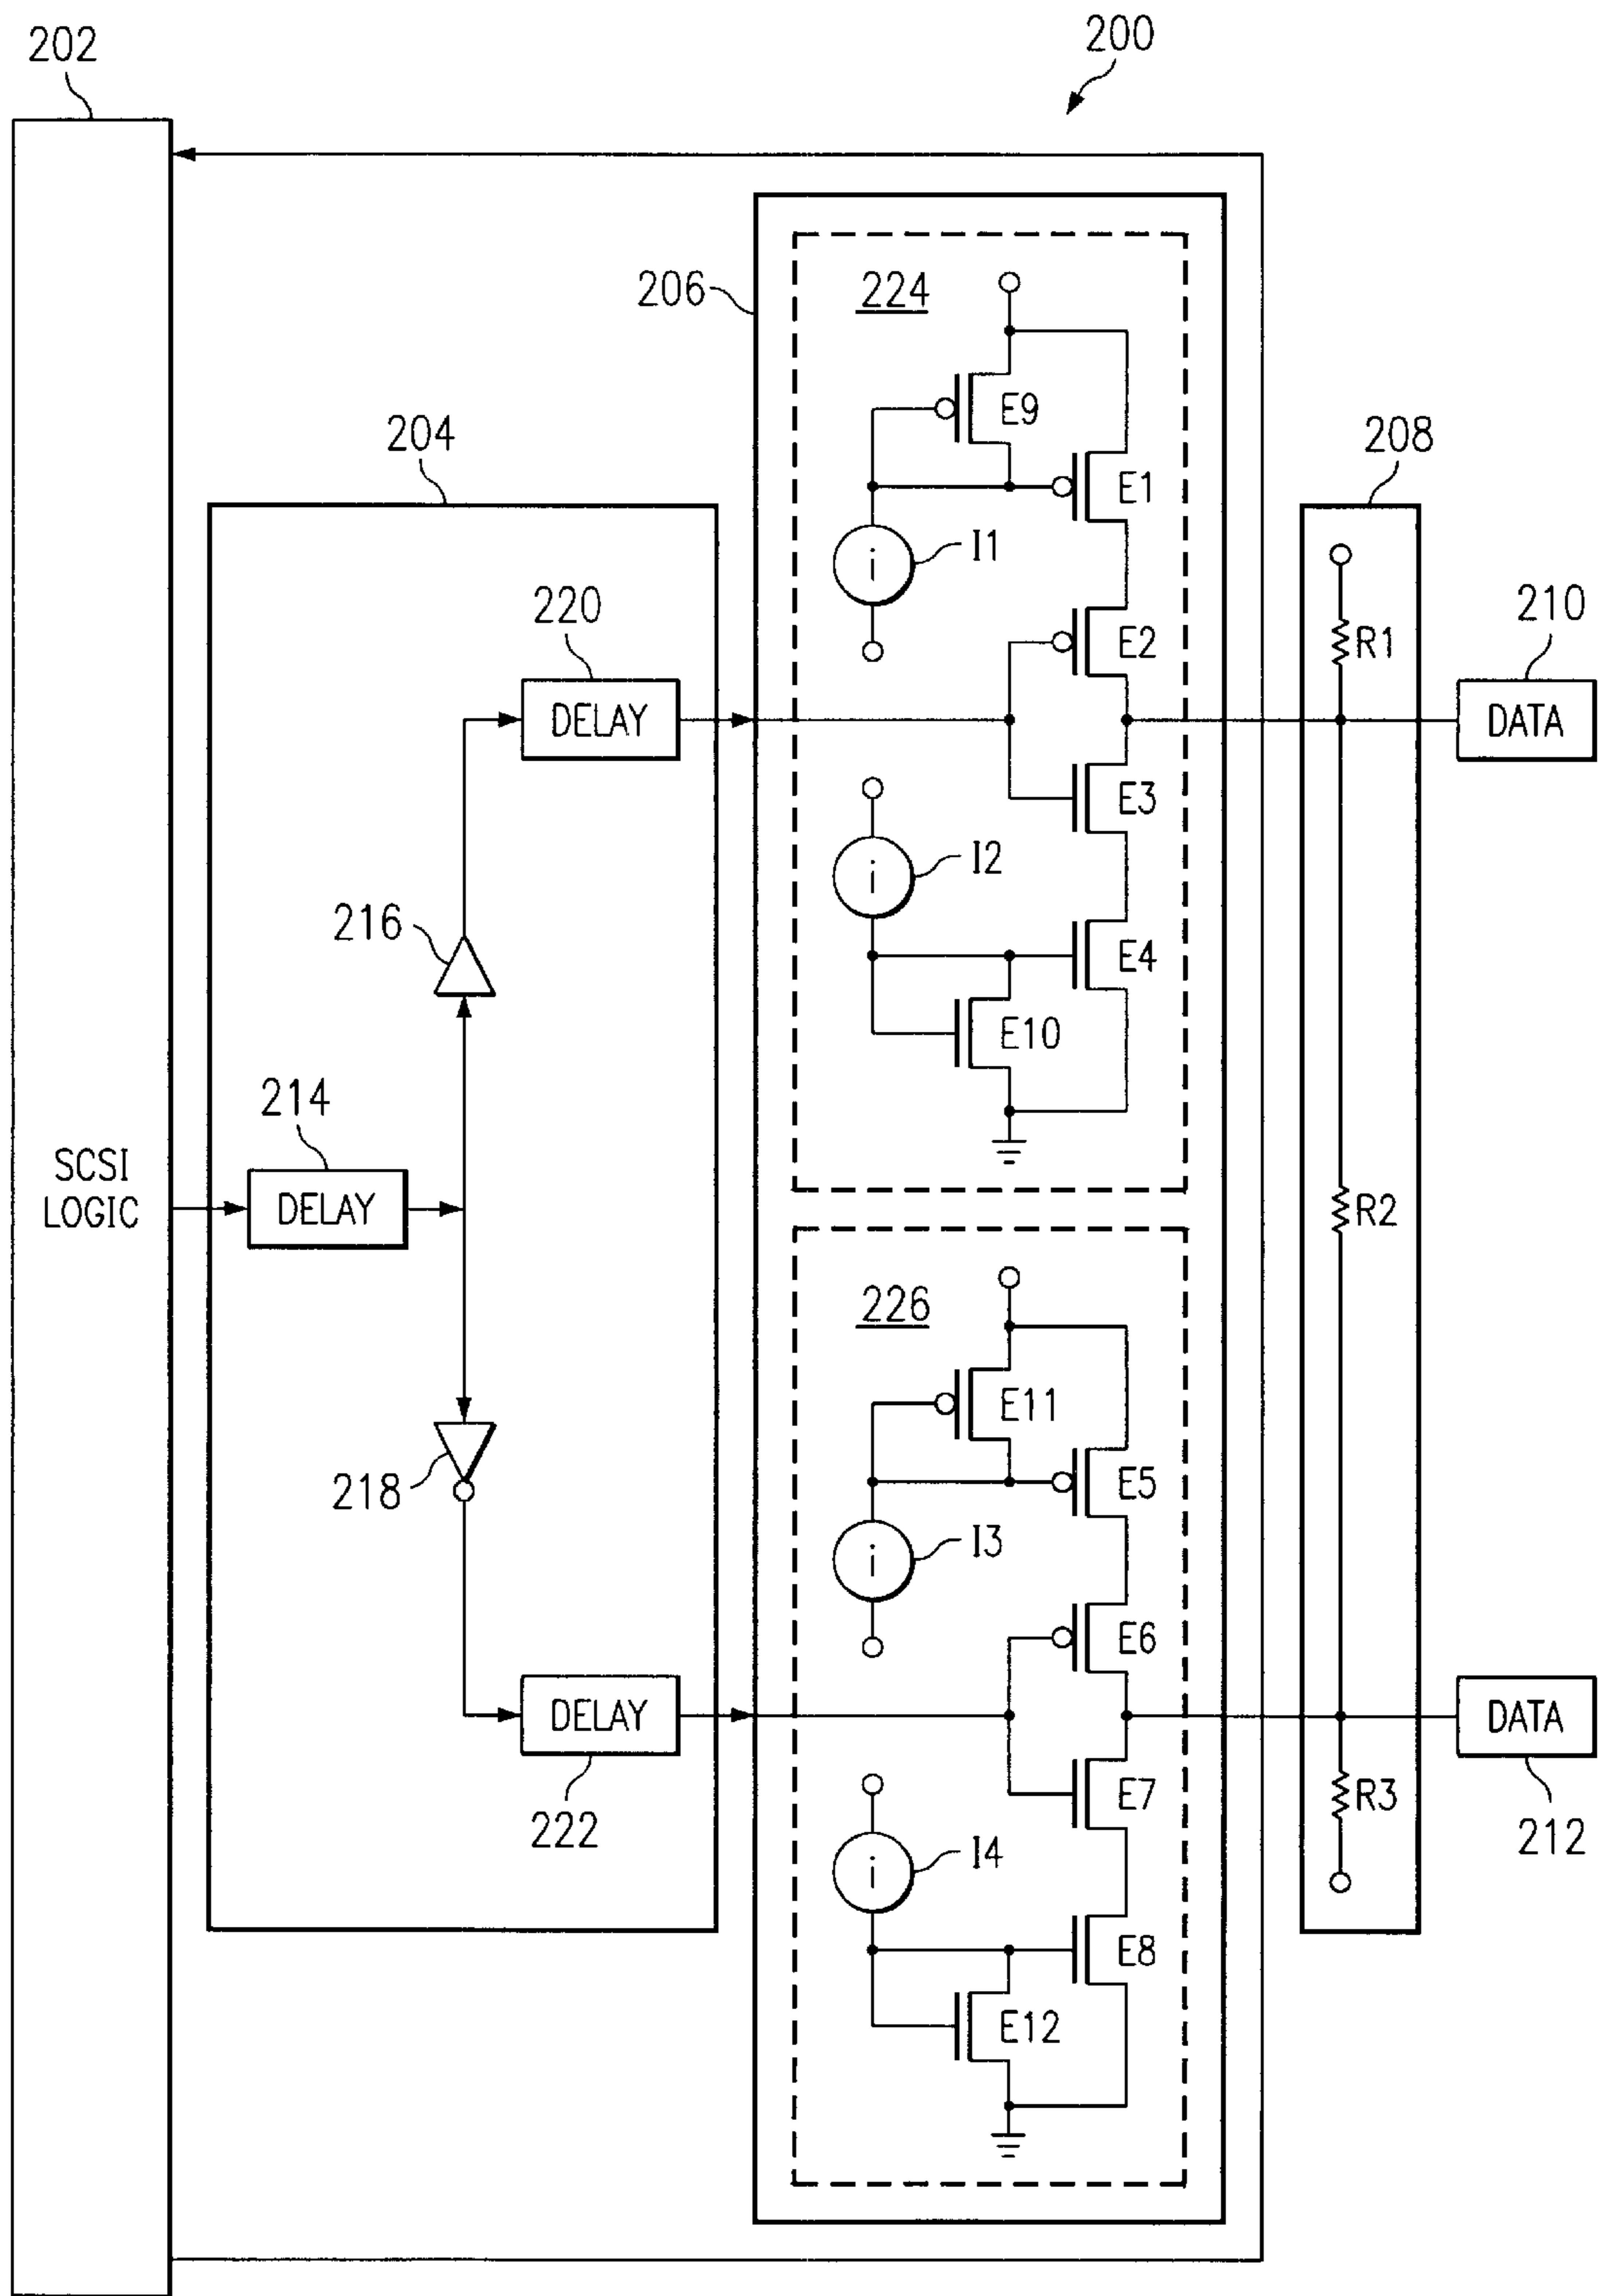 200
202
206
224
E9
E1
I1
204
208
220
DELAY
E2
R1
210
DATA
E3
I2
216
E4
E10
214
SCSI
LOGIC
DELAY
R2
226
E11
218
E5
I3
E6
DELAY
222
DATA
212
E7
R3
I4
E8
E12
i
i
i
i